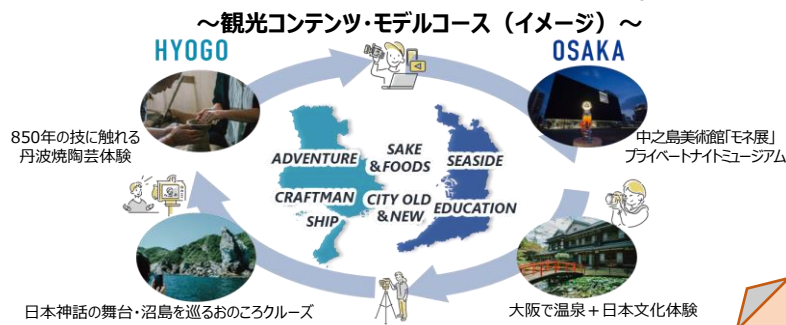 ～観光コンテンツ・モデルコース（イメージ）～
HYOGO
OSAKA
850年の技に触れる
丹波焼陶芸体験
中之島美術館「モネ展」
プライベートナイトミュージアム
ADVENTURE
SAKE
&FOODS
SEASIDE
CRAFTMAN
SHIP
CITY OLD
&NEW
EDUCATION
日本神話の舞台・沼島を巡るおのころクルーズ
大阪で温泉＋日本文化体験